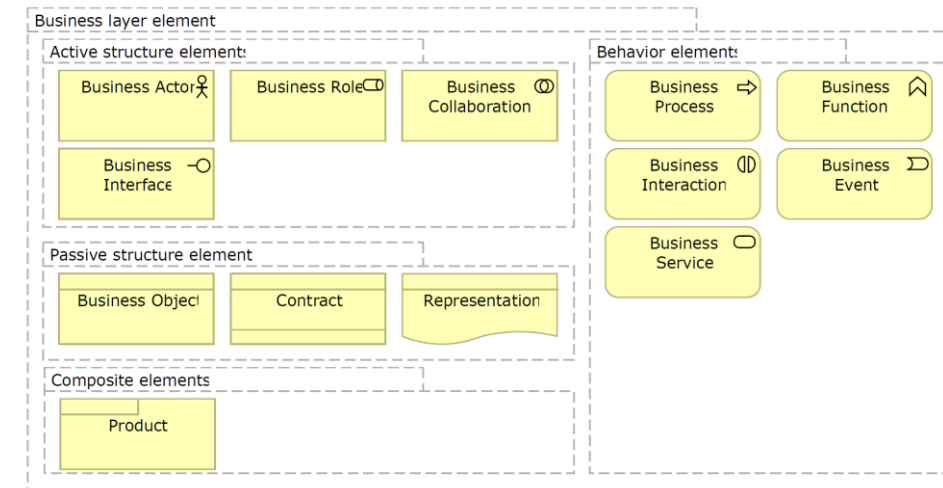 Business layer element
Active structure elements
Business Actor
Business Role
Business
Collaboration
Business
Interface
Passive structure element
Business Object
Contract
Representation
Composite elements
Product
Behavior elements
Business
Process
Business
Function
Business
Interaction
Business
Event
Business
Service